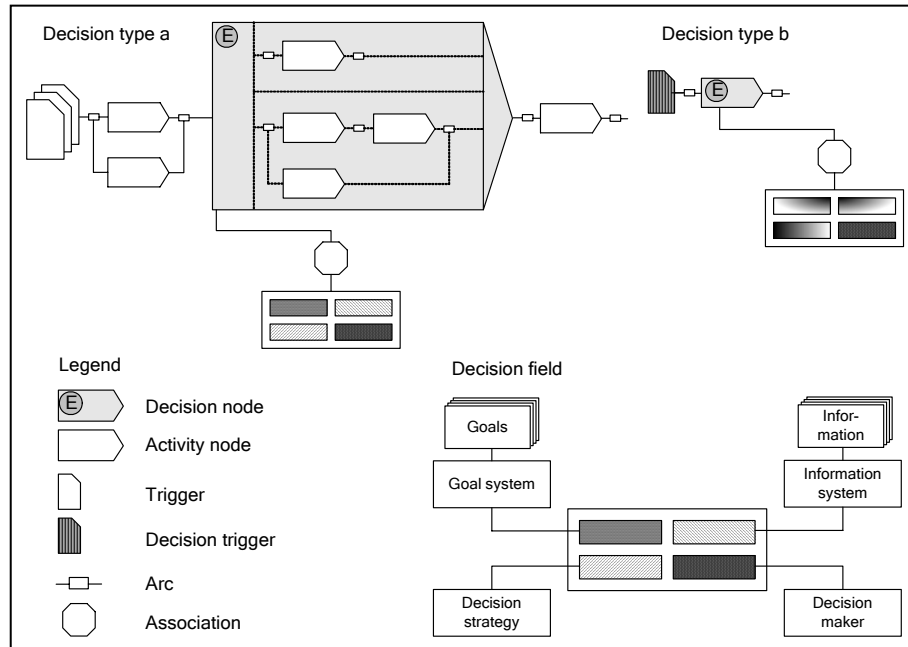 Decision type a
E
Decision type b
E
Legend
E
Decision node
Activity node
Trigger
Decision trigger
Arc
Association
Decision field
Goals
Goal system
Infor-
mation
Information
system
Decision
strategy
Decision
maker